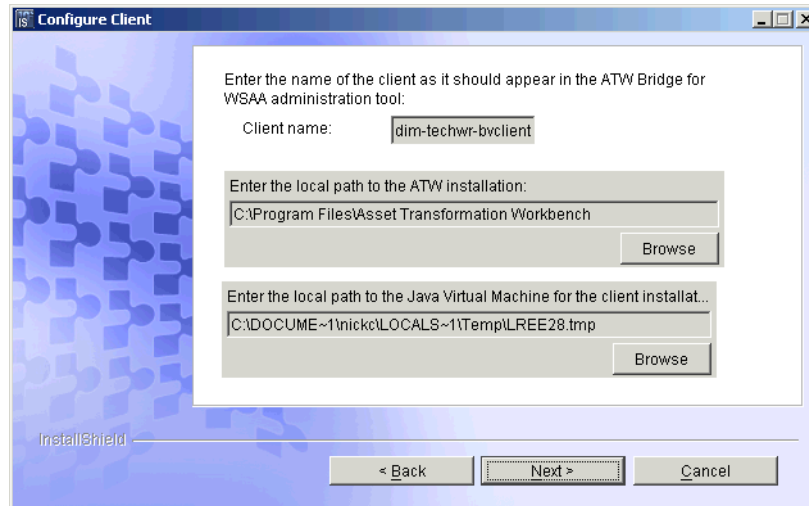 Configure Client
Enter the name of the client as it should appear in the ATW Bridge for
WSAA administration tool:
Client name:
dim-techwr-bvclient
Enter the local path to the ATW installation:
C:\Program Files\Asset Transformation Workbench
Browse
Enter the local path to the Java Virtual Machine for the client installat...
C:\DOCUME~1\nickc\LOCALS~1\Temp\LREE28.tmp
Browse
InstallShield
< Back
Next >
Cancel